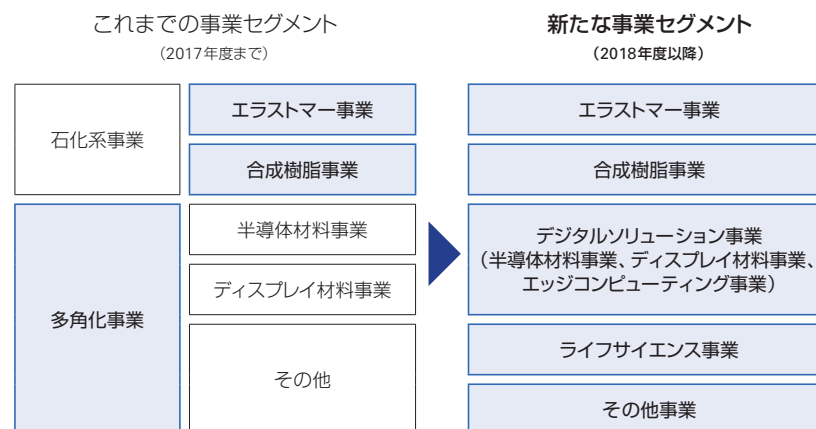 これまでの事業セグメント
（2017年度まで）
石化系事業
エラストマー事業
合成樹脂事業
多角化事業
半導体材料事業
ディスプレイ材料事業
その他
新たな事業セグメント
（2018年度以降）
エラストマー事業
合成樹脂事業
デジタルソリューション事業
（半導体材料事業、ディスプレイ材料事業、
エッジコンピューティング事業）
ライフサイエンス事業
その他事業